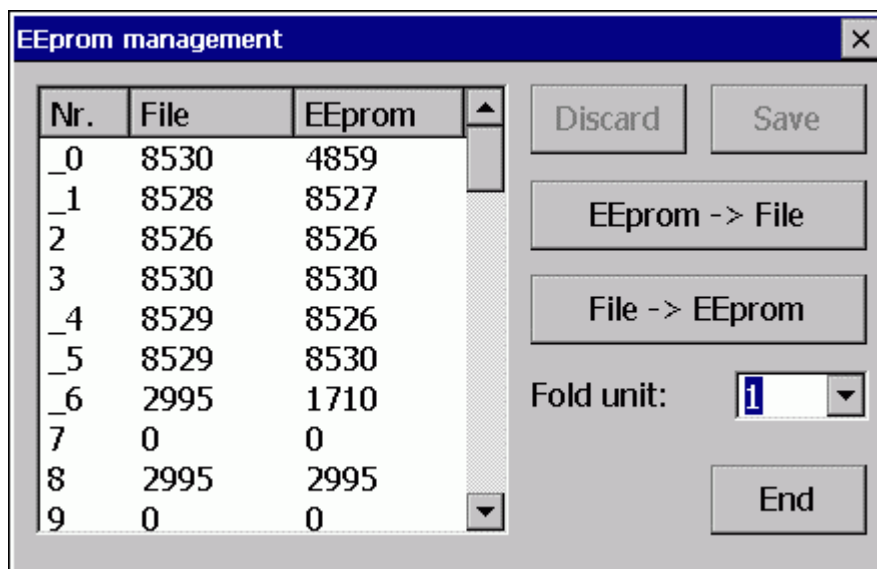 EEprom management
Nr. File EEprom
_0 8530 4859
_1 8528 8527
2 8526 8526
3 8530 8530
_4 8529 8526
_5 8529 8530
_6 2995 1710
7 0 0
8 2995 2995
9 0 0
Discard Save
EEprom -> File
File -> EEprom
Fold unit: 1
End